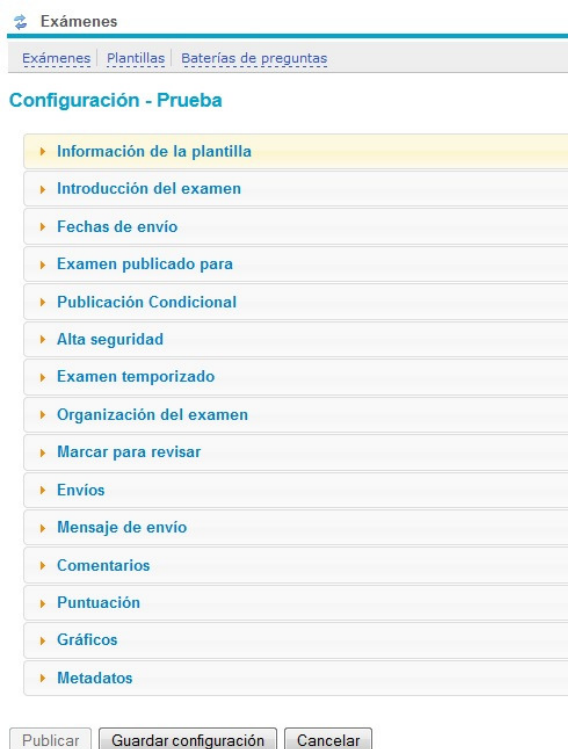 Exámenes
Exámenes Plantillas Baterías de preguntas
Configuración - Prueba
Información de la plantilla
Introducción del examen
Fechas de envío
Examen publicado para
Publicación Condicional
Alta seguridad
Examen temporizado
Organización del examen
Marcar para revisar
Envíos
Mensaje de envío
Comentarios
Puntuación
Gráficos
Metadatos
Publicar Guardar configuración Cancelar